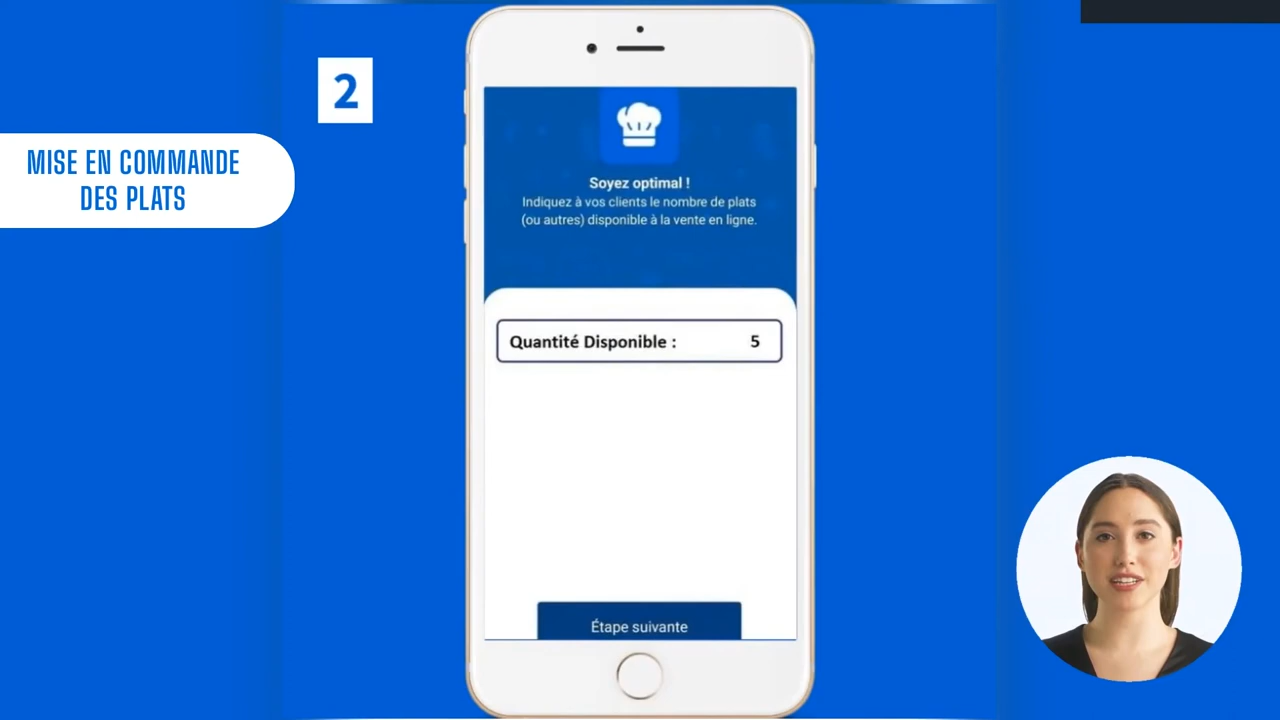 2
MISE EN COMMANDE
DES PLATS
Soyez optimal !
Indiquez à vos clients le nombre de plats
(ou autres) disponible à la vente en ligne.
Quantité Disponible : 5
Étape suivante